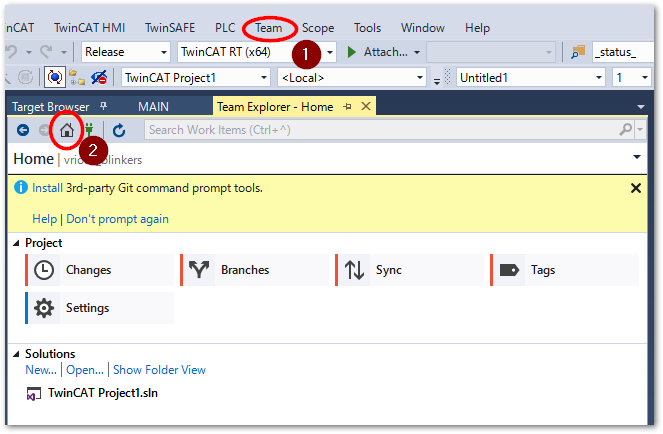 nCAT TwinCAT HMI TwinSAFE PLC Team Scope Tools Window Help
Release TwinCAT RT (x64) 1 Attach... _status_
TwinCAT Project1 <Local> Untitled1 1
Target Browser MAIN Team Explorer - Home
Search Work Items (Ctrl+^)
2
Home |
Install 3rd-party Git command prompt tools.
Help | Don't prompt again
Project
Changes Branches Sync Tags
Settings
Solutions
New... | Open... | Show Folder View
TwinCAT Project1.sln